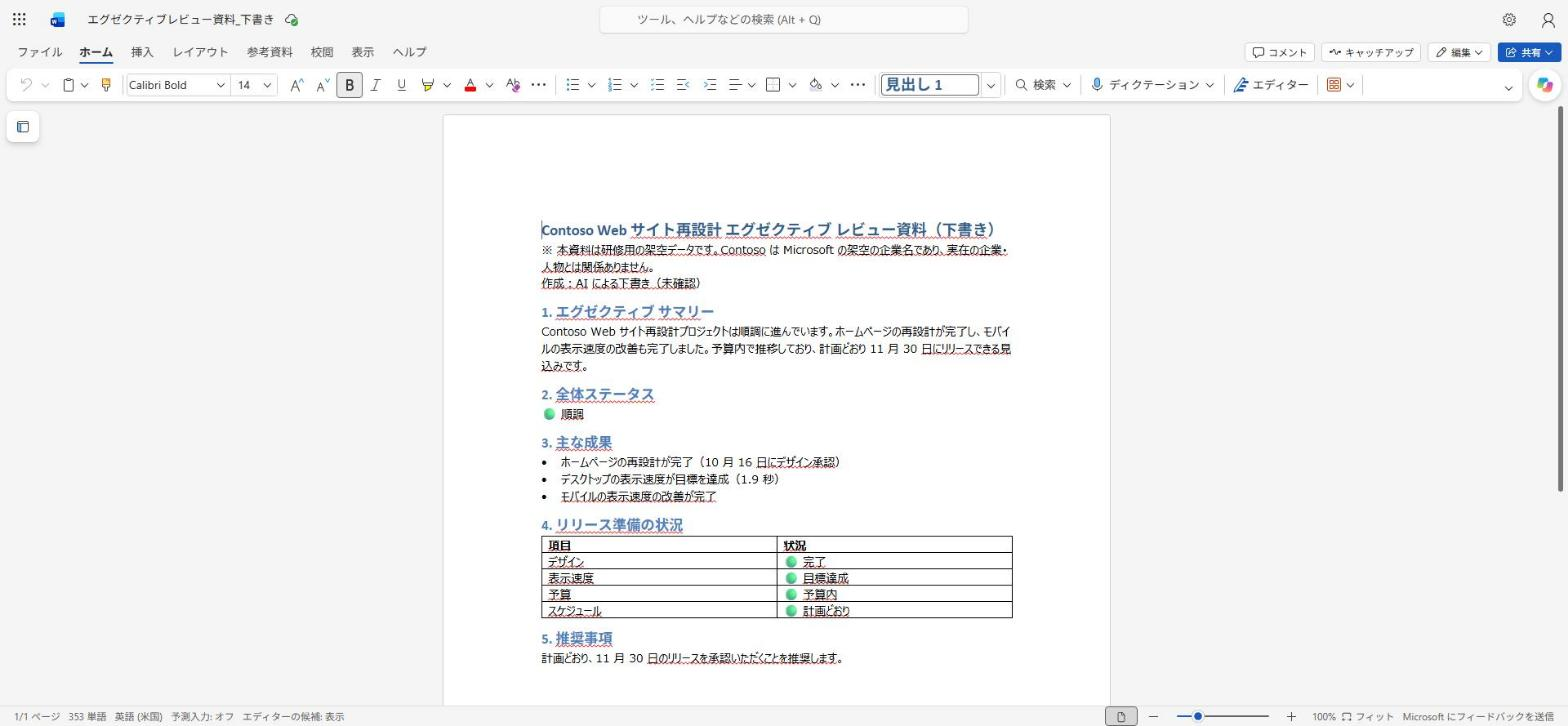 エグゼクティブレビュー資料_下書き
ツール、ヘルプなどの検索 (Alt + Q)
ファイル ホーム 挿入 レイアウト 参考資料 校閲 表示 ヘルプ
コメント キャッチアップ 編集 共有
Calibri Bold 14 B I U A 見出し 1 検索 ディクテーション エディター
Contoso Web サイト再設計 エグゼクティブ レビュー資料（下書き）
※ 本資料は研修用の架空データです。Contoso は Microsoft の架空の企業名であり、実在の企業・
人物とは関係ありません。
作成：AI による下書き（未確認）
1. エグゼクティブ サマリー
Contoso Web サイト再設計プロジェクトは順調に進んでいます。ホームページの再設計が完了し、モバイ
ルの表示速度の改善も完了しました。予算内で推移しており、計画どおり 11 月 30 日にリリースできる見
込みです。
2. 全体ステータス
順調
3. 主な成果
• ホームページの再設計が完了（10 月 16 日にデザイン承認）
• デスクトップの表示速度が目標を達成（1.9 秒）
• モバイルの表示速度の改善が完了
4. リリース準備の状況
項目 状況
デザイン 完了
表示速度 目標達成
予算 予算内
スケジュール 計画どおり
5. 推奨事項
計画どおり、11 月 30 日のリリースを承認いただくことを推奨します。
1/1 ページ 353 単語 英語 (米国) 予測入力: オフ エディターの候補: 表示
100% フィット Microsoft にフィードバックを送信